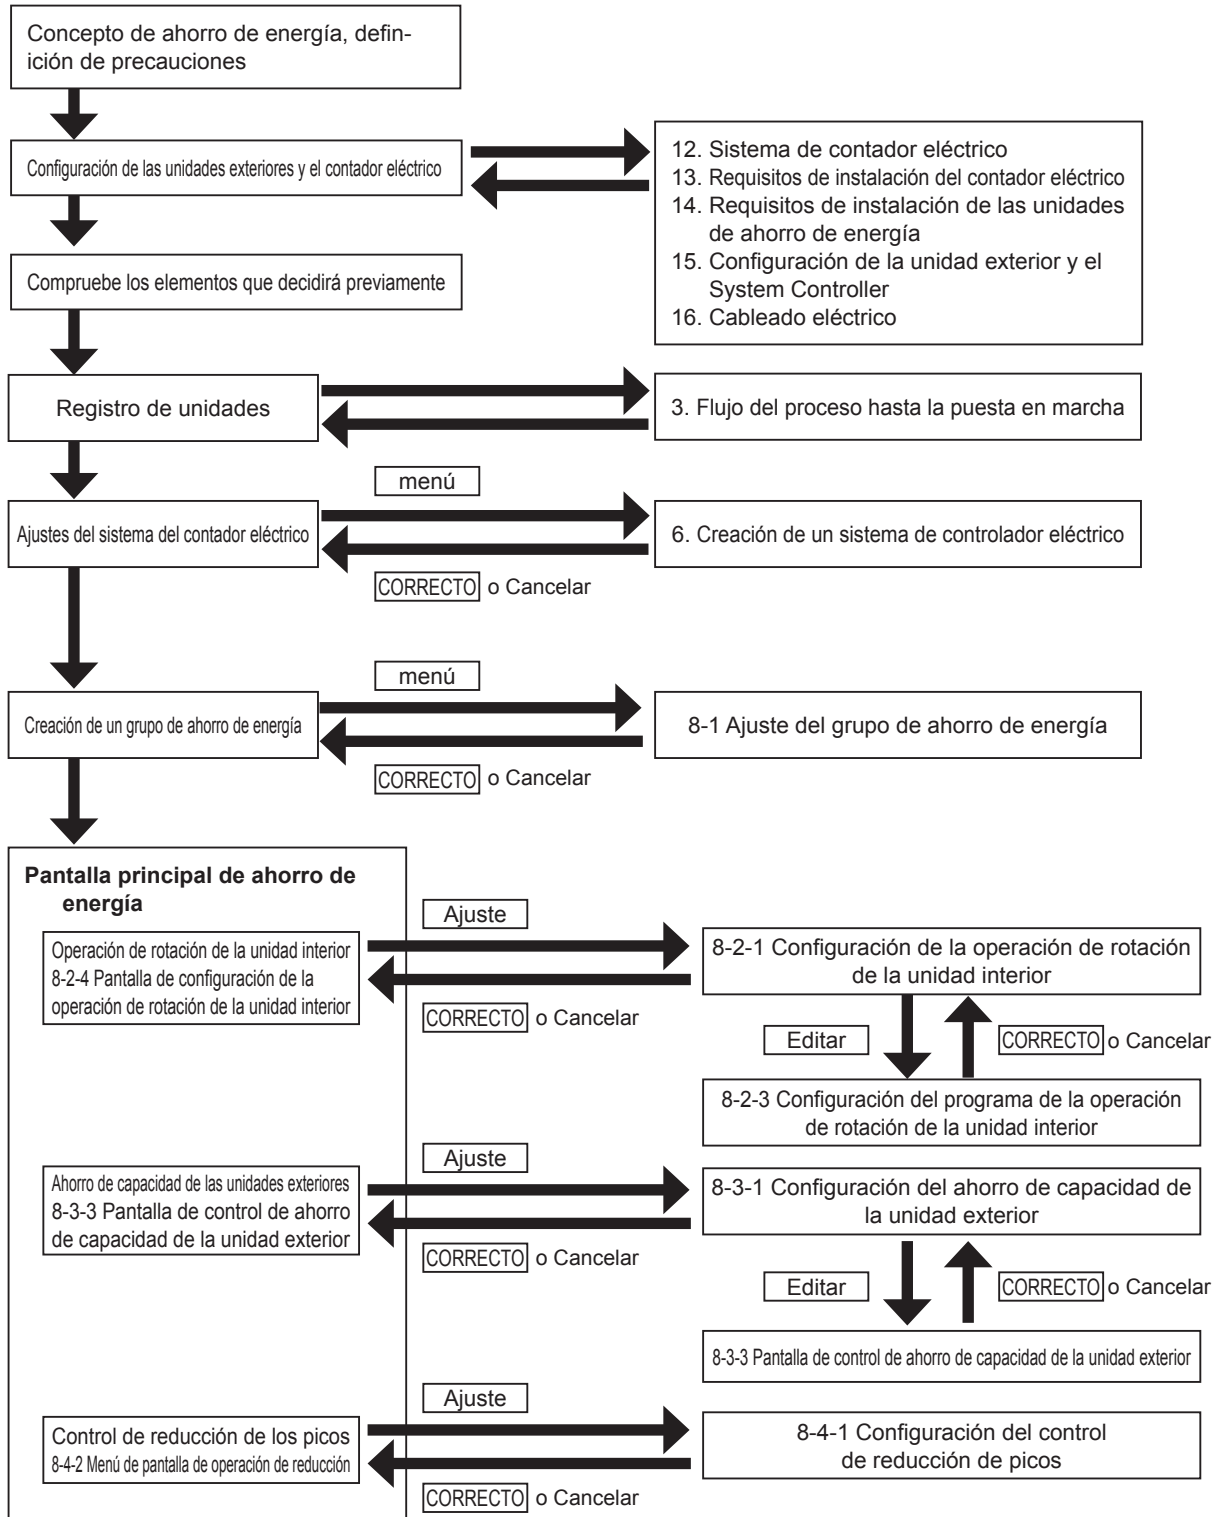 Concepto de ahorro de energía, defin-
ición de precauciones
Configuración de las unidades exteriores y el contador eléctrico
12. Sistema de contador eléctrico
13. Requisitos de instalación del contador eléctrico
14. Requisitos de instalación de las unidades
de ahorro de energía
15. Configuración de la unidad exterior y el
System Controller
16. Cableado eléctrico
Compruebe los elementos que decidirá previamente
Registro de unidades
3. Flujo del proceso hasta la puesta en marcha
menú
Ajustes del sistema del contador eléctrico
6. Creación de un sistema de controlador eléctrico
CORRECTO o Cancelar
menú
Creación de un grupo de ahorro de energía
8-1 Ajuste del grupo de ahorro de energía
CORRECTO o Cancelar
Pantalla principal de ahorro de
energía
Ajuste
Operación de rotación de la unidad interior
8-2-4 Pantalla de configuración de la
operación de rotación de la unidad interior
8-2-1 Configuración de la operación de rotación
de la unidad interior
CORRECTO o Cancelar
Editar
CORRECTO o Cancelar
8-2-3 Configuración del programa de la operación
de rotación de la unidad interior
Ajuste
Ahorro de capacidad de las unidades exteriores
8-3-3 Pantalla de control de ahorro
de capacidad de la unidad exterior
8-3-1 Configuración del ahorro de capacidad de
la unidad exterior
CORRECTO o Cancelar
Editar
CORRECTO o Cancelar
8-3-3 Pantalla de control de ahorro de capacidad de la unidad exterior
Ajuste
Control de reducción de los picos
8-4-2 Menú de pantalla de operación de reducción
8-4-1 Configuración del control
de reducción de picos
CORRECTO o Cancelar